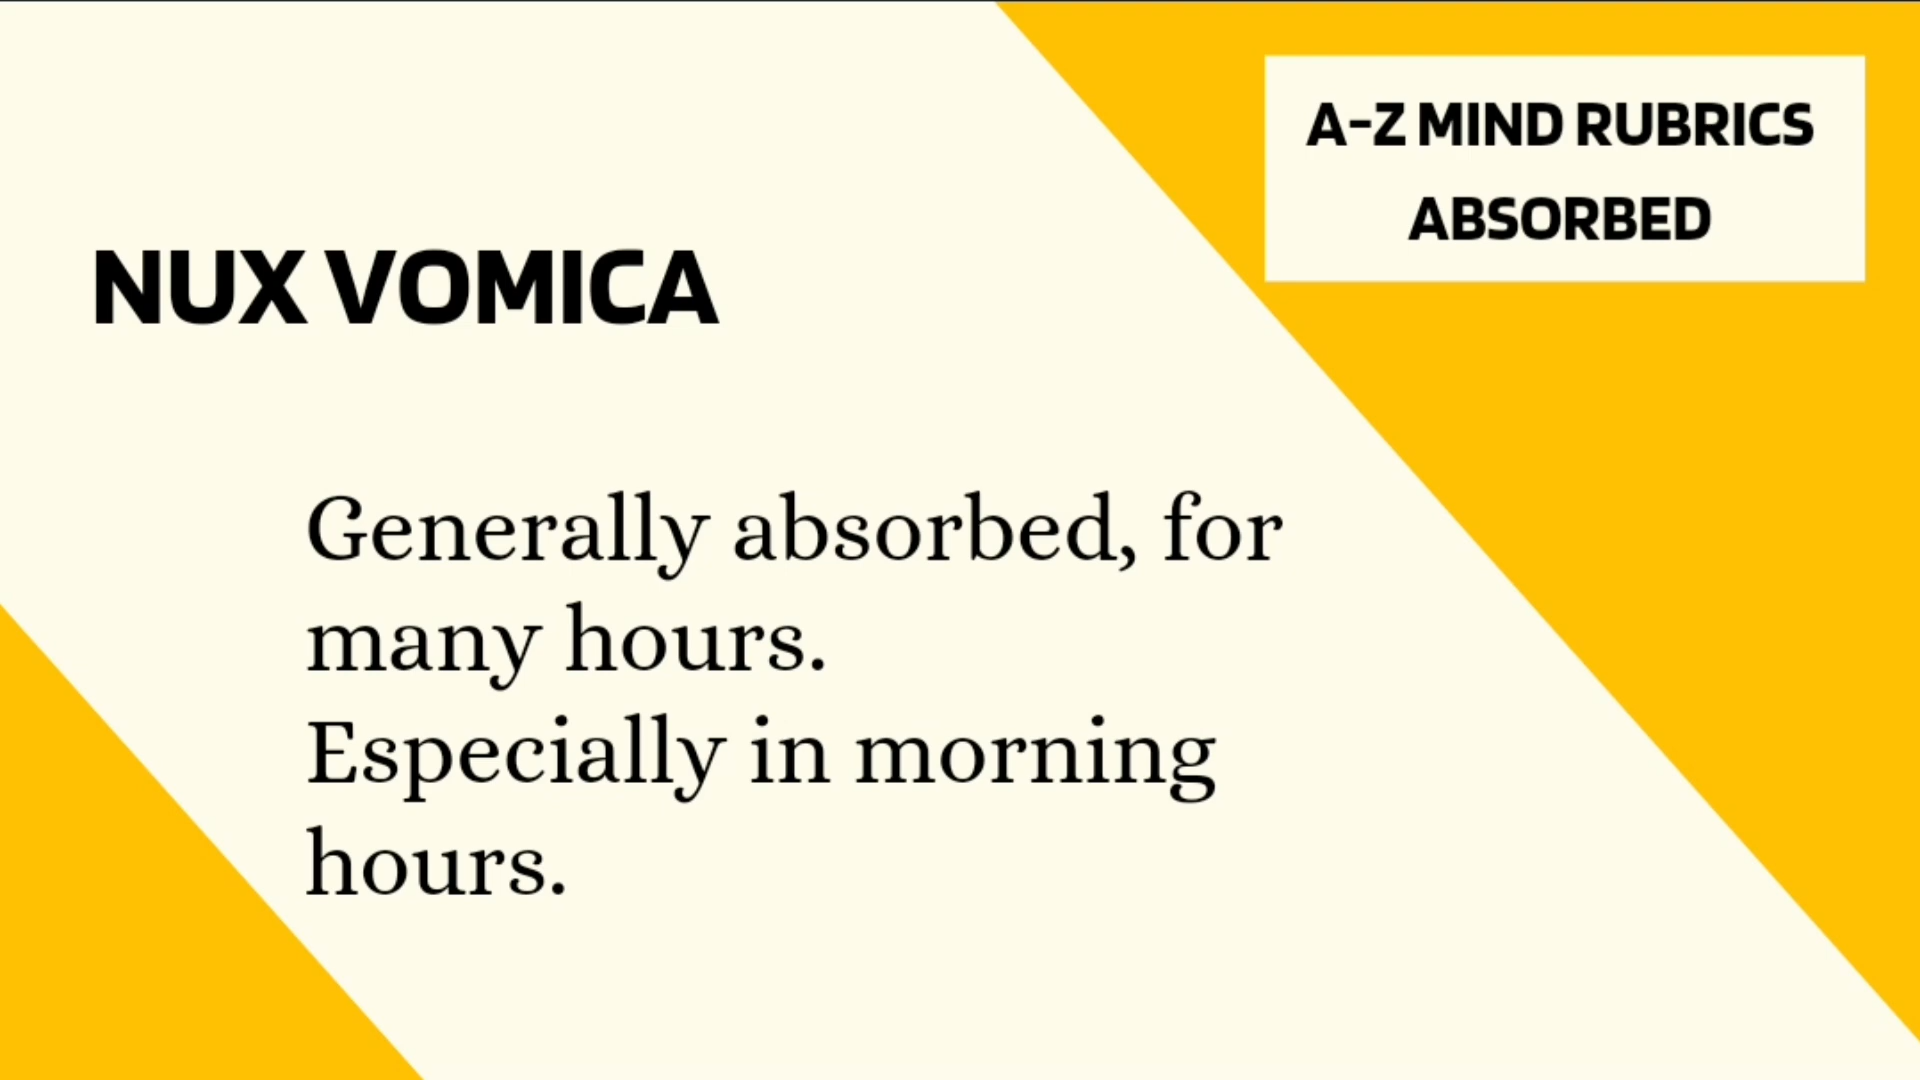 A-Z MIND RUBRICS
ABSORBED
NUX VOMICA
Generally absorbed, for
many hours.
Especially in morning
hours.